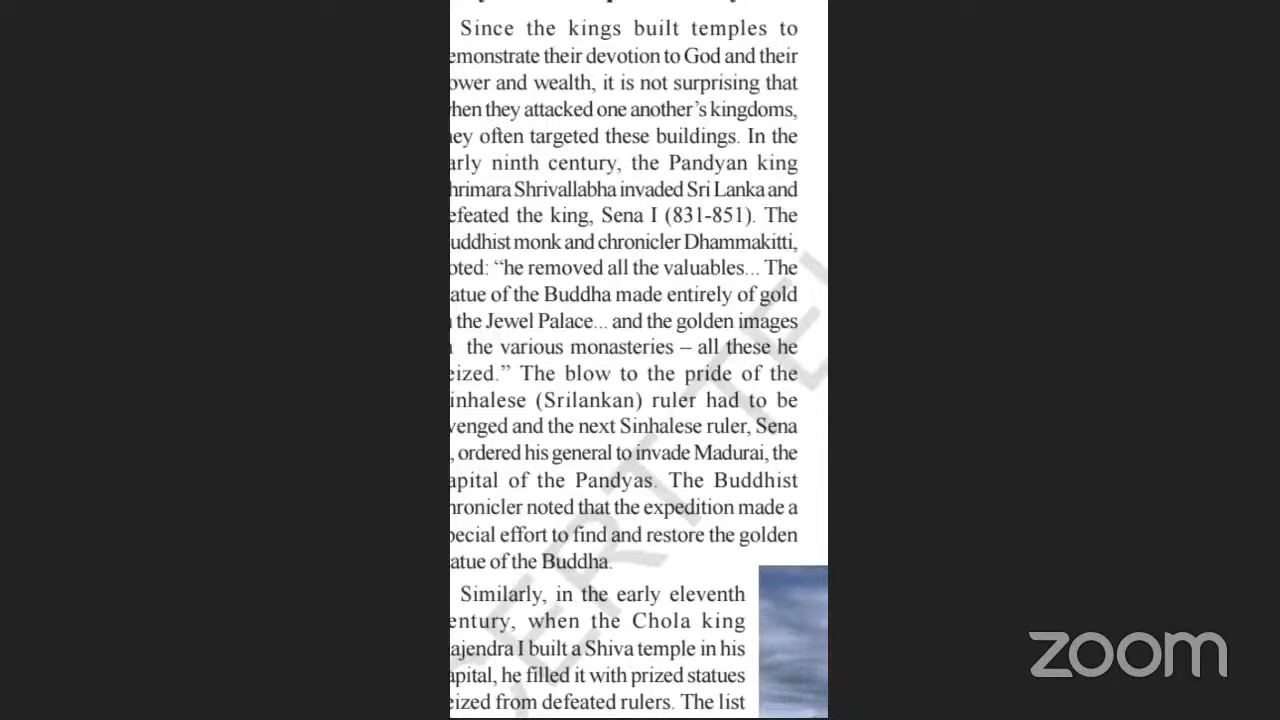 Since the kings built temples to
emonstrate their devotion to God and their
ower and wealth, it is not surprising that
hen they attacked one another's kingdoms,
ey often targeted these buildings. In the
arly ninth century, the Pandyan king
hrimara Shrivallabha invaded Sri Lanka and
efeated the king, Sena I (831-851). The
uddhist monk and chronicler Dhammakitti,
oted: “he removed all the valuables... The
atue of the Buddha made entirely of gold
the Jewel Palace... and the golden images
the various monasteries – all these he
eized.” The blow to the pride of the
inhalese (Srilankan) ruler had to be
venged and the next Sinhalese ruler, Sena
, ordered his general to invade Madurai, the
apital of the Pandyas. The Buddhist
hronicler noted that the expedition made a
pecial effort to find and restore the golden
atue of the Buddha.
Similarly, in the early eleventh
entury, when the Chola king
ajendra I built a Shiva temple in his
apital, he filled it with prized statues
eized from defeated rulers. The list
zoom